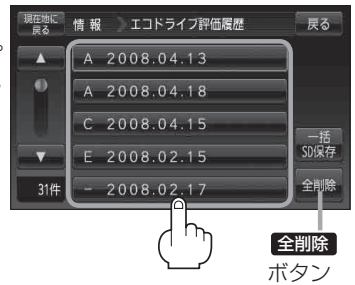 現在地に
戻る
情報 エコドライブ評価履歴
戻る
▲
A 2008.04.13
A 2008.04.18
C 2008.04.15
E 2008.02.15
- 2008.02.17
▼
31件
一括
SD保存
全削除
全削除
ボタン